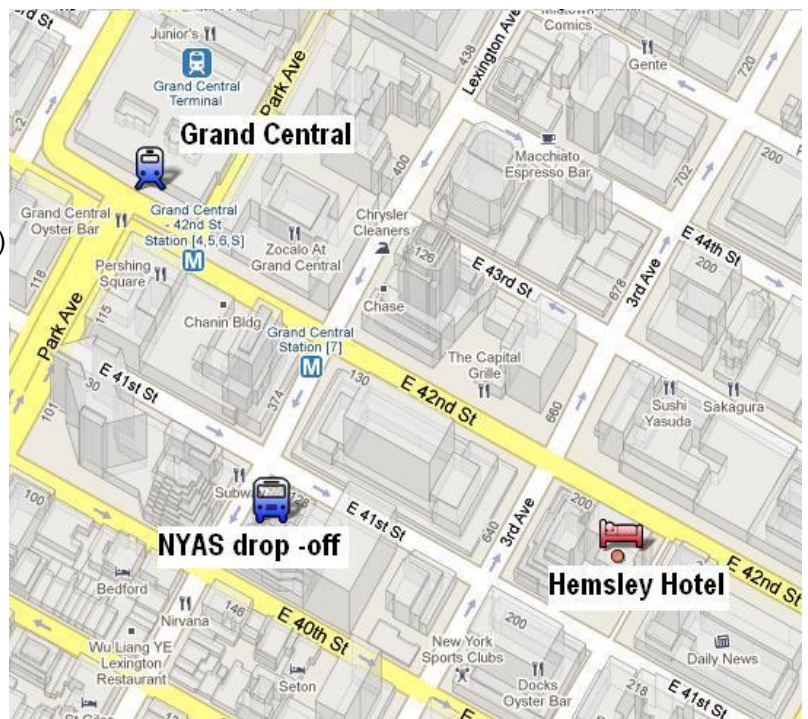 Junior's
Grand Central
Terminal
Park Ave
438
Lexington Ave
Comics
Gente
720
Grand Central
200
Macchiato
Espresso Bar
400
702
Grand Central
Oyster Bar
Grand Central
- 42nd St
Station [4,5,6,S]
M
Zocalo At
Grand Central
Chrysler
Cleaners
126
E 44th St
)
118
Pershing
Square
115
Park Ave
Chanin Bldg
Chase
E 43rd St
678
3rd Ave
200
Grand Central
Station [7]
M
The Capital
Grille
E 41st St
30
374
130
E 42nd St
660
Sushi
Yasuda
Sakagura
101
100
Subway
128
E 41st St
640
3rd Ave
200
NYAS drop -off
Hemsley Hotel
E 42nd St
Bedford
Nirvana
146
E 40th St
200
Wu Liang YE
Lexington
Restaurant
Seton
New York
Sports Clubs
Docks
Oyster Bar
Daily News
218
E 41st St